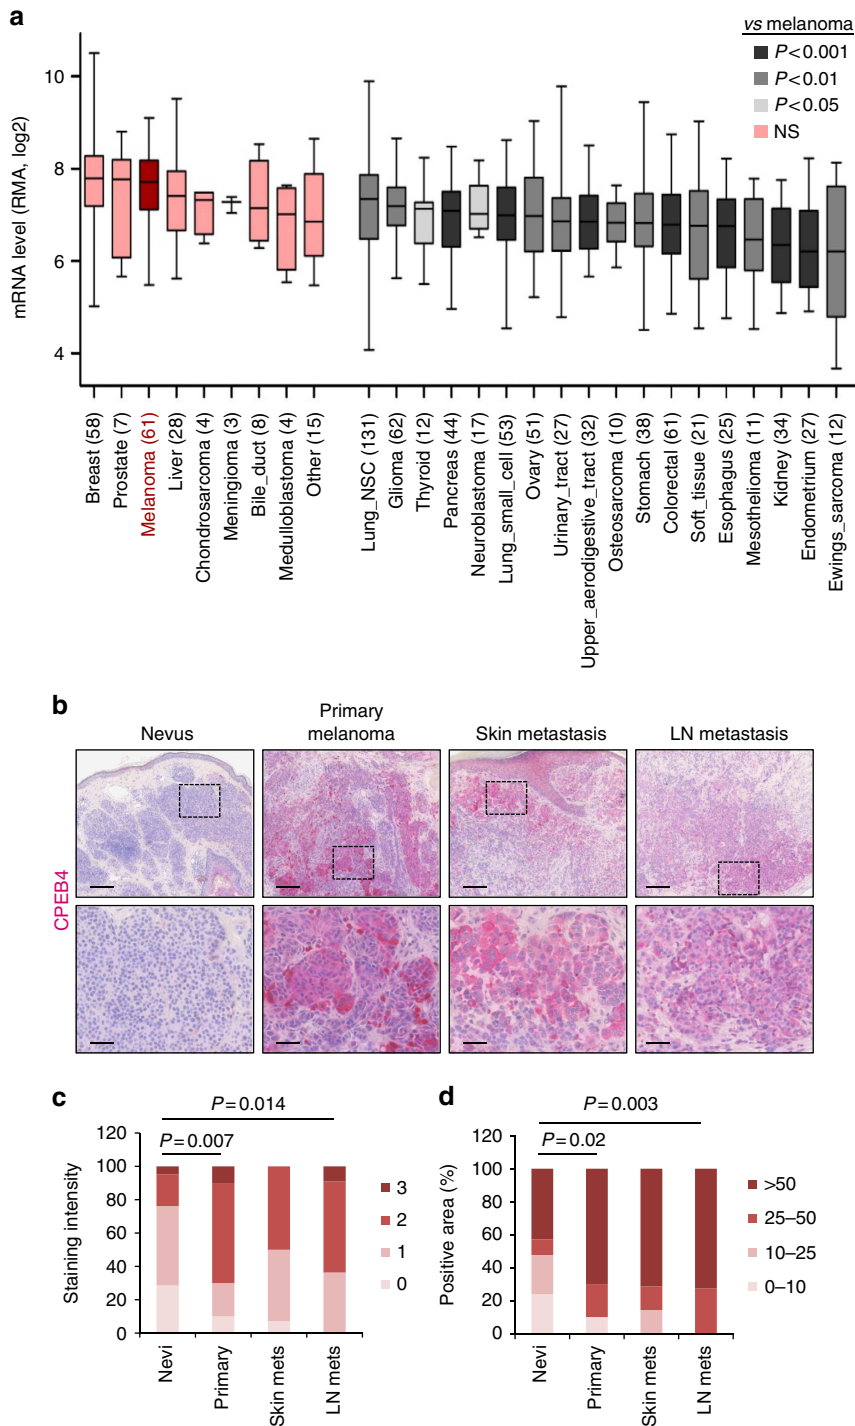 a
vs melanoma
P<0.001
P<0.01
P<0.05
NS
mRNA level (RMA, log2)
10
8
6
4
Breast (58)
Prostate (7)
Melanoma (61)
Liver (28)
Chondrosarcoma (4)
Meningioma (3)
Bile_duct (8)
Medulloblastoma (4)
Other (15)
Lung_NSC (131)
Glioma (62)
Thyroid (12)
Pancreas (44)
Neuroblastoma (17)
Lung_small_cell (53)
Ovary (51)
Urinary_tract (27)
Upper_aerodigestive_tract (32)
Osteosarcoma (10)
Stomach (38)
Colorectal (61)
Soft_tissue (21)
Esophagus (25)
Mesothelioma (11)
Kidney (34)
Endometrium (27)
Ewings_sarcoma (12)
b
Nevus
Primary
melanoma
Skin metastasis
LN metastasis
CPEB4
c
P=0.014
P=0.007
Staining intensity
120
100
80
60
40
20
0
Nevi
Primary
Skin mets
LN mets
3
2
1
0
d
P=0.003
P=0.02
Positive area (%)
120
100
80
60
40
20
0
Nevi
Primary
Skin mets
LN mets
>50
25–50
10–25
0–10